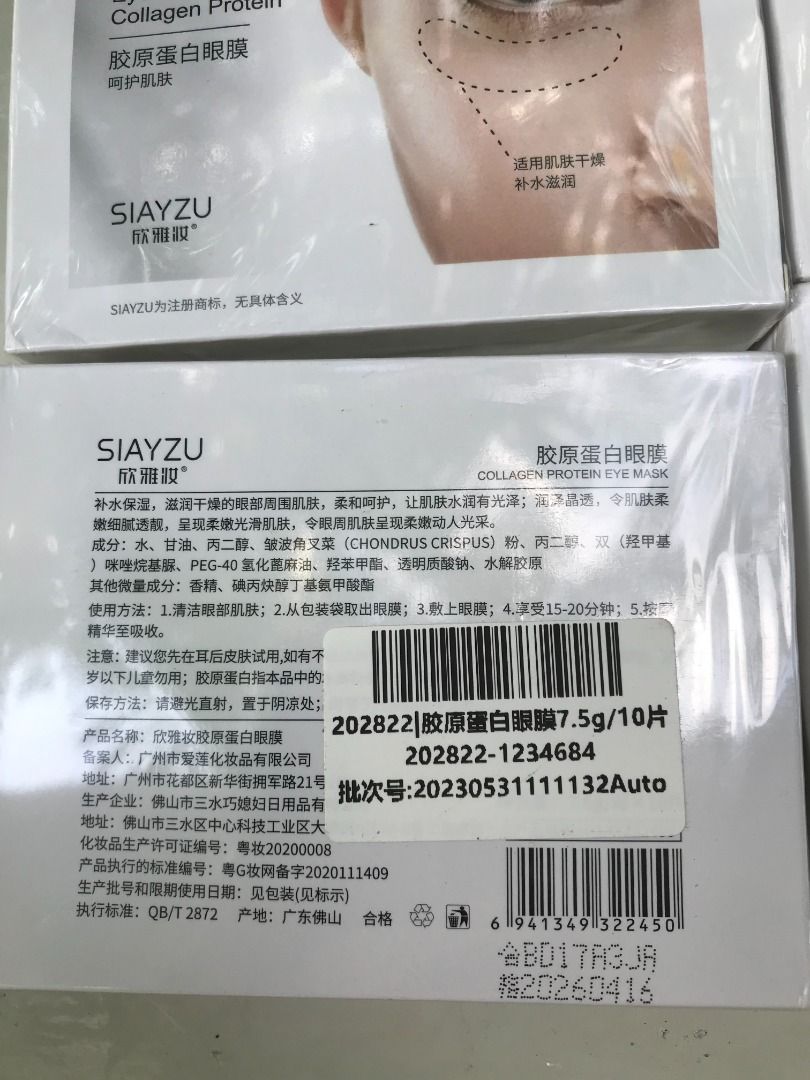 Collagen Protein
胶原蛋白眼膜
呵护肌肤
适用肌肤干燥
补水滋润
SIAYZU
欣雅妆®
SIAYZU为注册商标，无具体含义
SIAYZU
欣雅妆®
胶原蛋白眼膜
COLLAGEN PROTEIN EYE MASK
补水保湿，滋润干燥的眼部周围肌肤，柔和呵护，让肌肤水润有光泽；润泽晶透，令肌肤柔
嫩细腻透靓，呈现柔嫩光滑肌肤，令眼周肌肤呈现柔嫩动人光采。
成分：水、甘油、丙二醇、皱波角叉菜（CHONDRUS CRISPUS）粉、丙二醇、双（羟甲基
）咪唑烷基脲、PEG-40 氢化蓖麻油、羟苯甲酯、透明质酸钠、水解胶原
其他微量成分：香精、碘丙炔醇丁基氨甲酸酯
使用方法：1.清洁眼部肌肤；2.从包装袋取出眼膜；3.敷上眼膜；4.享受15-20分钟；5.按
精华至吸收。
注意：建议您先在耳后皮肤试用,如有不
岁以下儿童勿用；胶原蛋白指本品中的
保存方法：请避光直射，置于阴凉处；
202822|胶原蛋白眼膜7.5g/10片
202822-1234684
批次号:20230531111132Auto
产品名称：欣雅妆胶原蛋白眼膜
备案人：广州市爱莲化妆品有限公司
地址：广州市花都区新华街拥军路21号
生产企业：佛山市三水巧媳妇日用品有
地址：佛山市三水区中心科技工业区大
化妆品生产许可证编号：粤妆20200008
产品执行的标准编号：粤G妆网备字2020111409
生产批号和限期使用日期：见包装(见标示)
执行标准：QB/T 2872 产地：广东佛山 合格
6 941349 322450
合BD17A3JA
限20260416